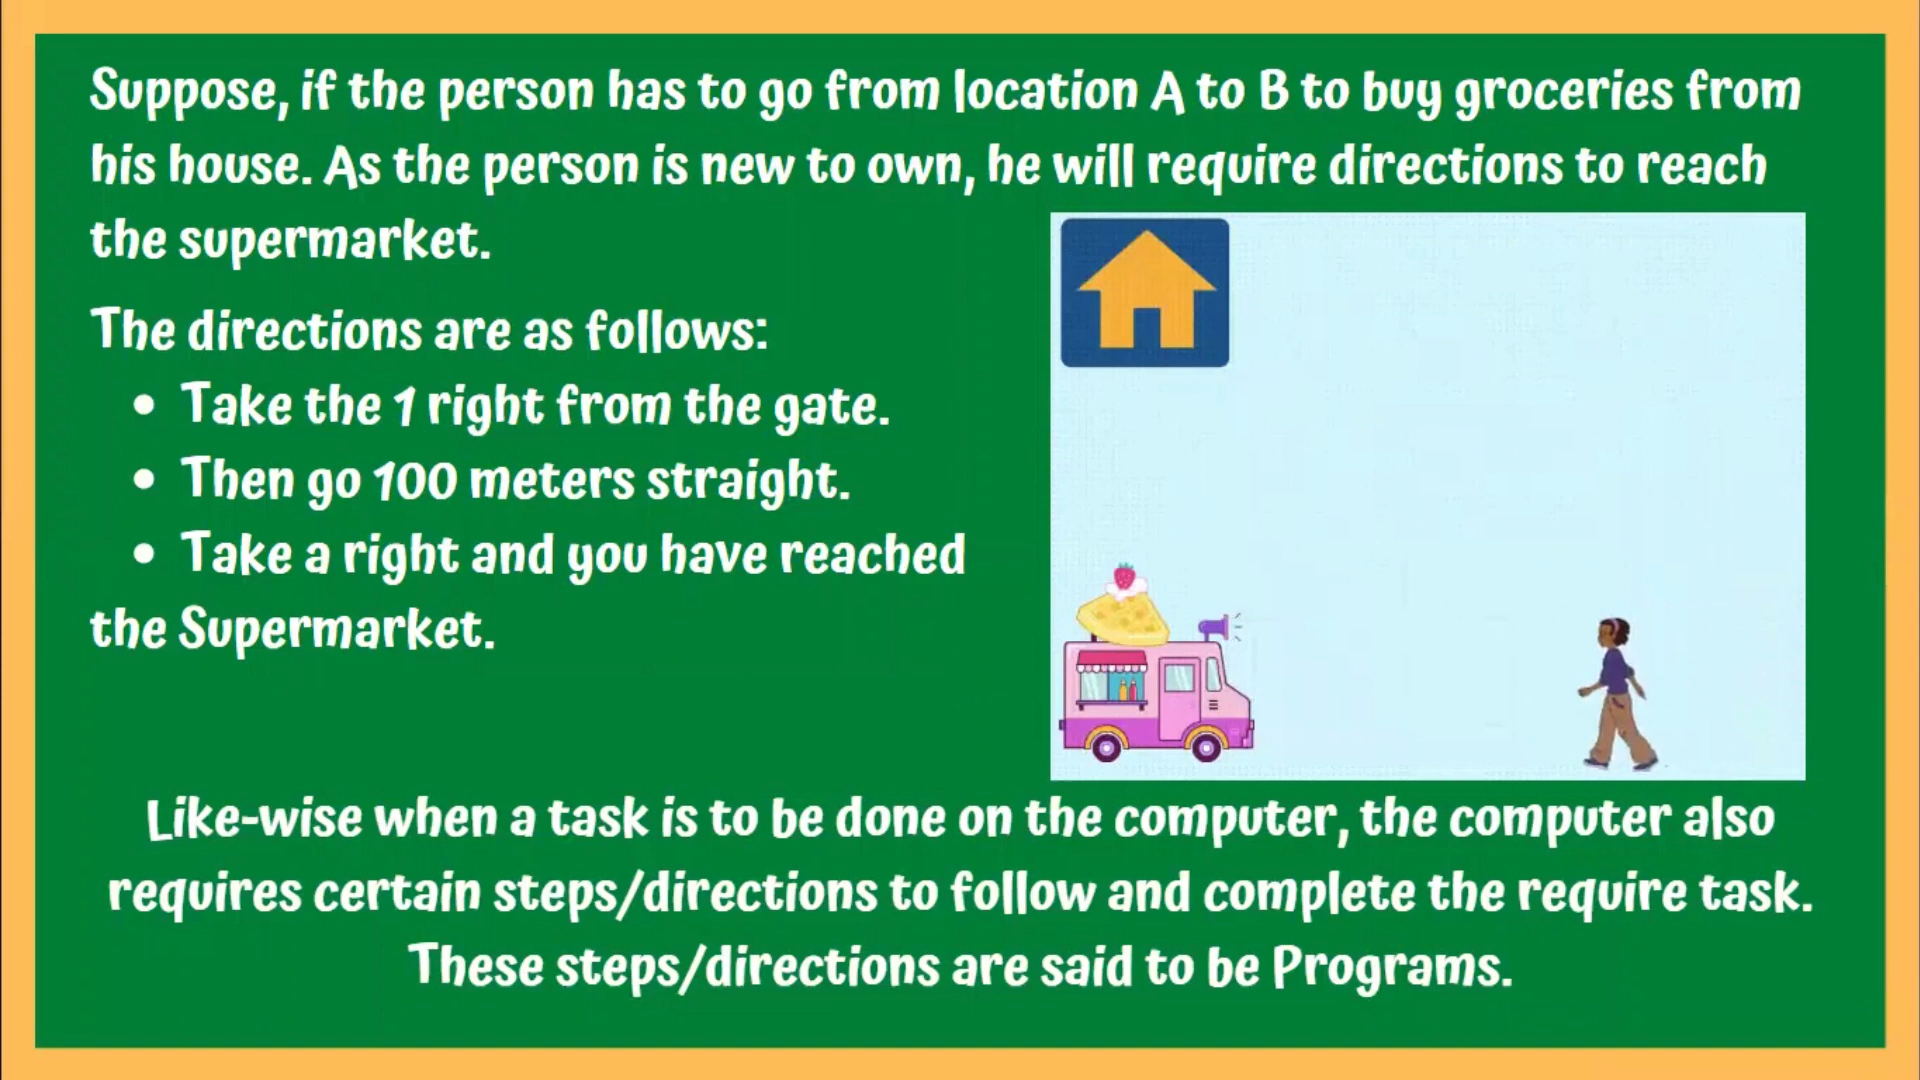 Suppose, if the person has to go from location A to B to buy groceries from
his house. As the person is new to own, he will require directions to reach
the supermarket.
The directions are as follows:
• Take the 1 right from the gate.
• Then go 100 meters straight.
• Take a right and you have reached
the Supermarket.
Like-wise when a task is to be done on the computer, the computer also
requires certain steps/directions to follow and complete the require task.
These steps/directions are said to be Programs.